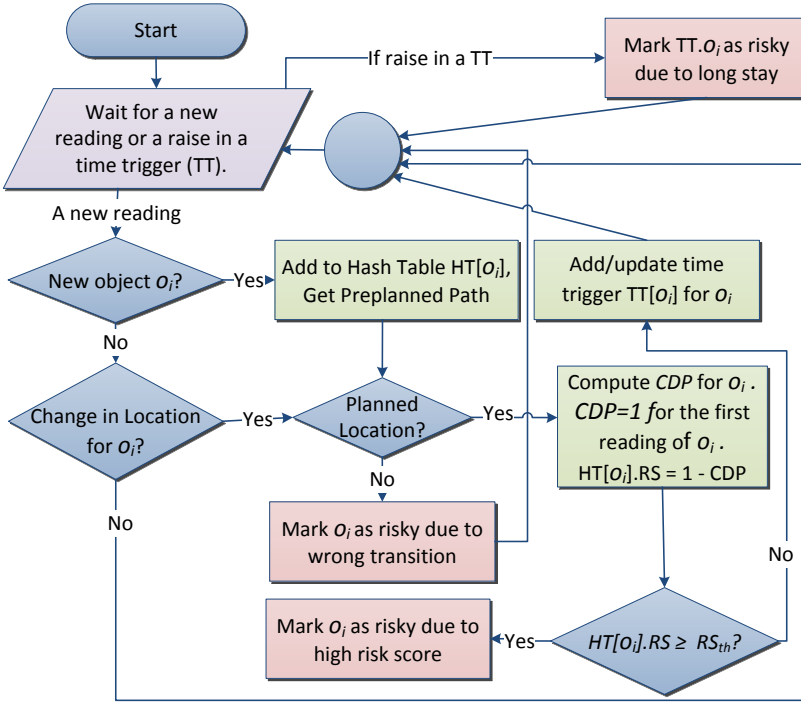 Start
If raise in a TT
Mark TT.oi as risky
due to long stay
Wait for a new
reading or a raise in a
time trigger (TT).
A new reading
New object oi?
Yes
Add to Hash Table HT[oi],
Get Preplanned Path
Add/update time
trigger TT[oi] for oi
No
Change in Location
for oi?
Yes
Planned
Location?
Yes
Compute CDP for oi .
CDP=1 for the first
reading of oi .
HT[oi].RS = 1 - CDP
No
No
Mark oi as risky due to
wrong transition
No
Mark oi as risky due to
high risk score
Yes
HT[oi].RS ≥ RSth?